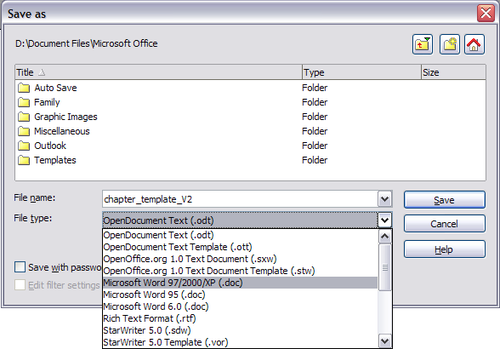 Save as
D:\Document Files\Microsoft Office
Title Type Size
Auto Save Folder
Family Folder
Graphic Images Folder
Miscellaneous Folder
Outlook Folder
Templates Folder
File name: chapter_template_V2 Save
File type: OpenDocument Text (.odt) Cancel
OpenDocument Text (.odt)
OpenDocument Text Template (.ott) Help
OpenOffice.org 1.0 Text Document (.sxw)
Save with passwo OpenOffice.org 1.0 Text Document Template (.stw)
Edit filter settings Microsoft Word 97/2000/XP (.doc)
Microsoft Word 95 (.doc)
Microsoft Word 6.0 (.doc)
Rich Text Format (.rtf)
StarWriter 5.0 (.sdw)
StarWriter 5.0 Template (.vor)